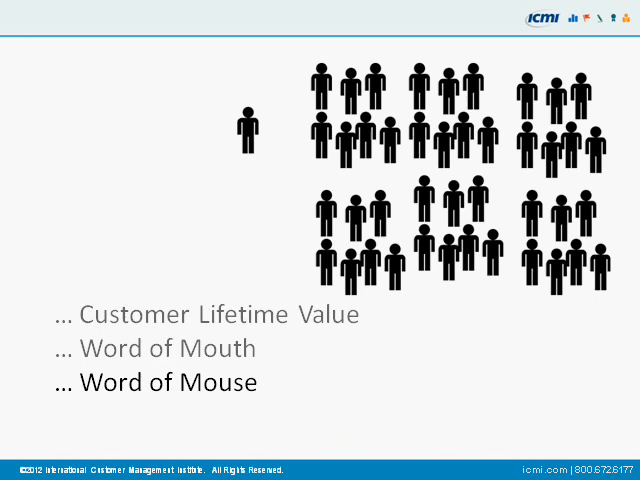 ICMI
... Customer Lifetime Value
... Word of Mouth
... Word of Mouse
©2012 International Customer Management Institute. All Rights Reserved.
icmi.com | 800.672.6177